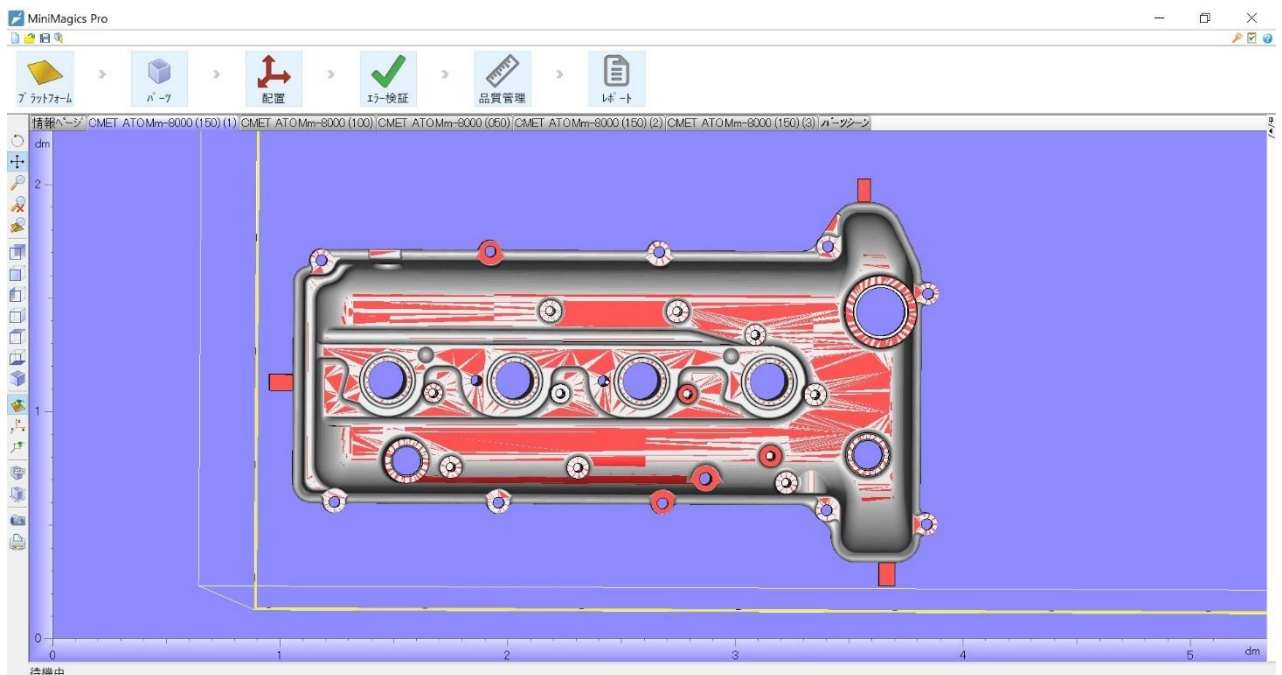 MiniMagics Pro
プラットフォーム
パーツ
配置
エラー検証
品質管理
レポート
情報ページ
CMET ATOMm-8000 (150) (1)
CMET ATOMm-8000 (100)
CMET ATOMm-8000 (050)
CMET ATOMm-8000 (150) (2)
CMET ATOMm-8000 (150) (3)
パーツシーン
dm
2
1
0
0
1
2
3
4
5
dm
待機中